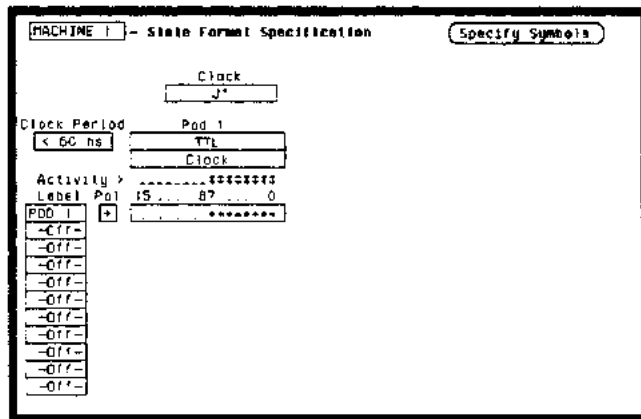 MACHINE 1 - State Format Specification Specify Symbols
Clock
J↑
Clock Period Pod 1
< 60 ns TTL
Clock
Activity > ________↕↕↕↕↕↕↕↕
Label Pol 15 ... 87 ... 0
POD 1 + ........********
-Off-
-Off-
-Off-
-Off-
-Off-
-Off-
-Off-
-Off-
-Off-
-Off-